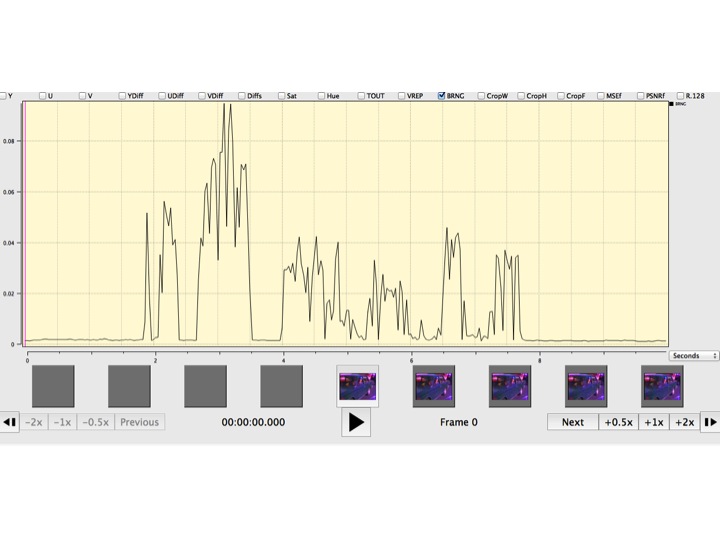 Y U V YDiff UDiff VDiff Diffs Sat Hue TOUT VREP BRNG CropW CropH CropF MSEf PSNRf R.128
BRNG
0.08
0.06
0.04
0.02
0
0 2 4 6 8
Seconds
-2x -1x -0.5x Previous 00:00:00.000 Frame 0 Next +0.5x +1x +2x